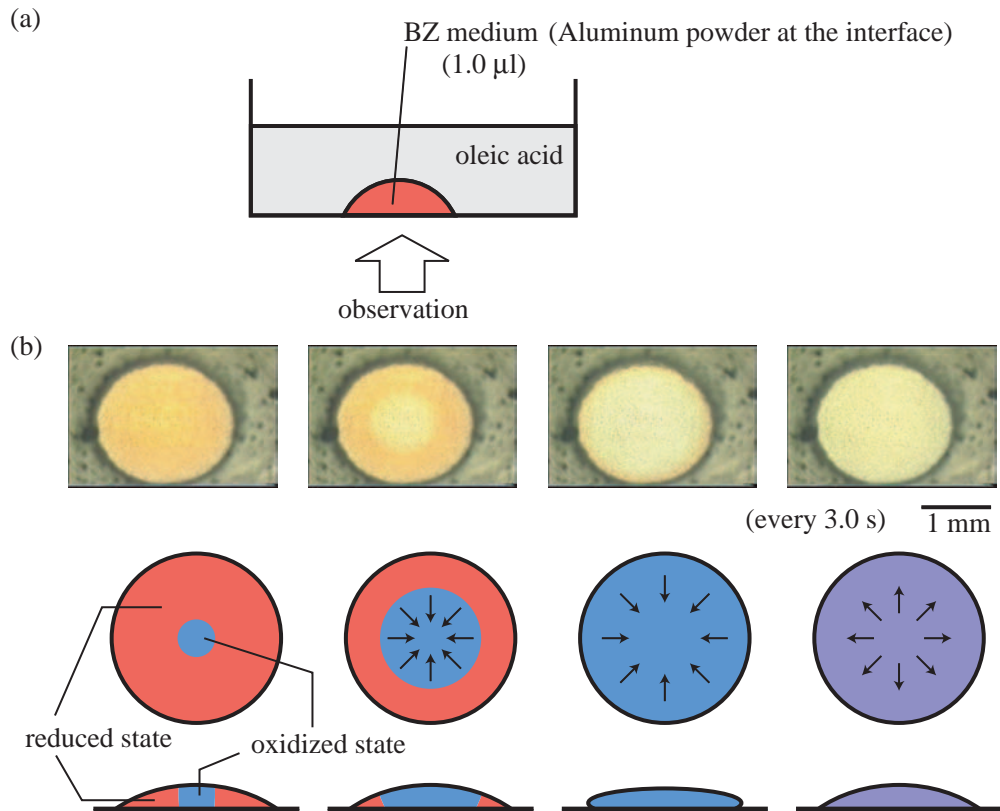 (a)
BZ medium (Aluminum powder at the interface)
(1.0 μl)
oleic acid
observation
(b)
(every 3.0 s)
1 mm
reduced state
oxidized state